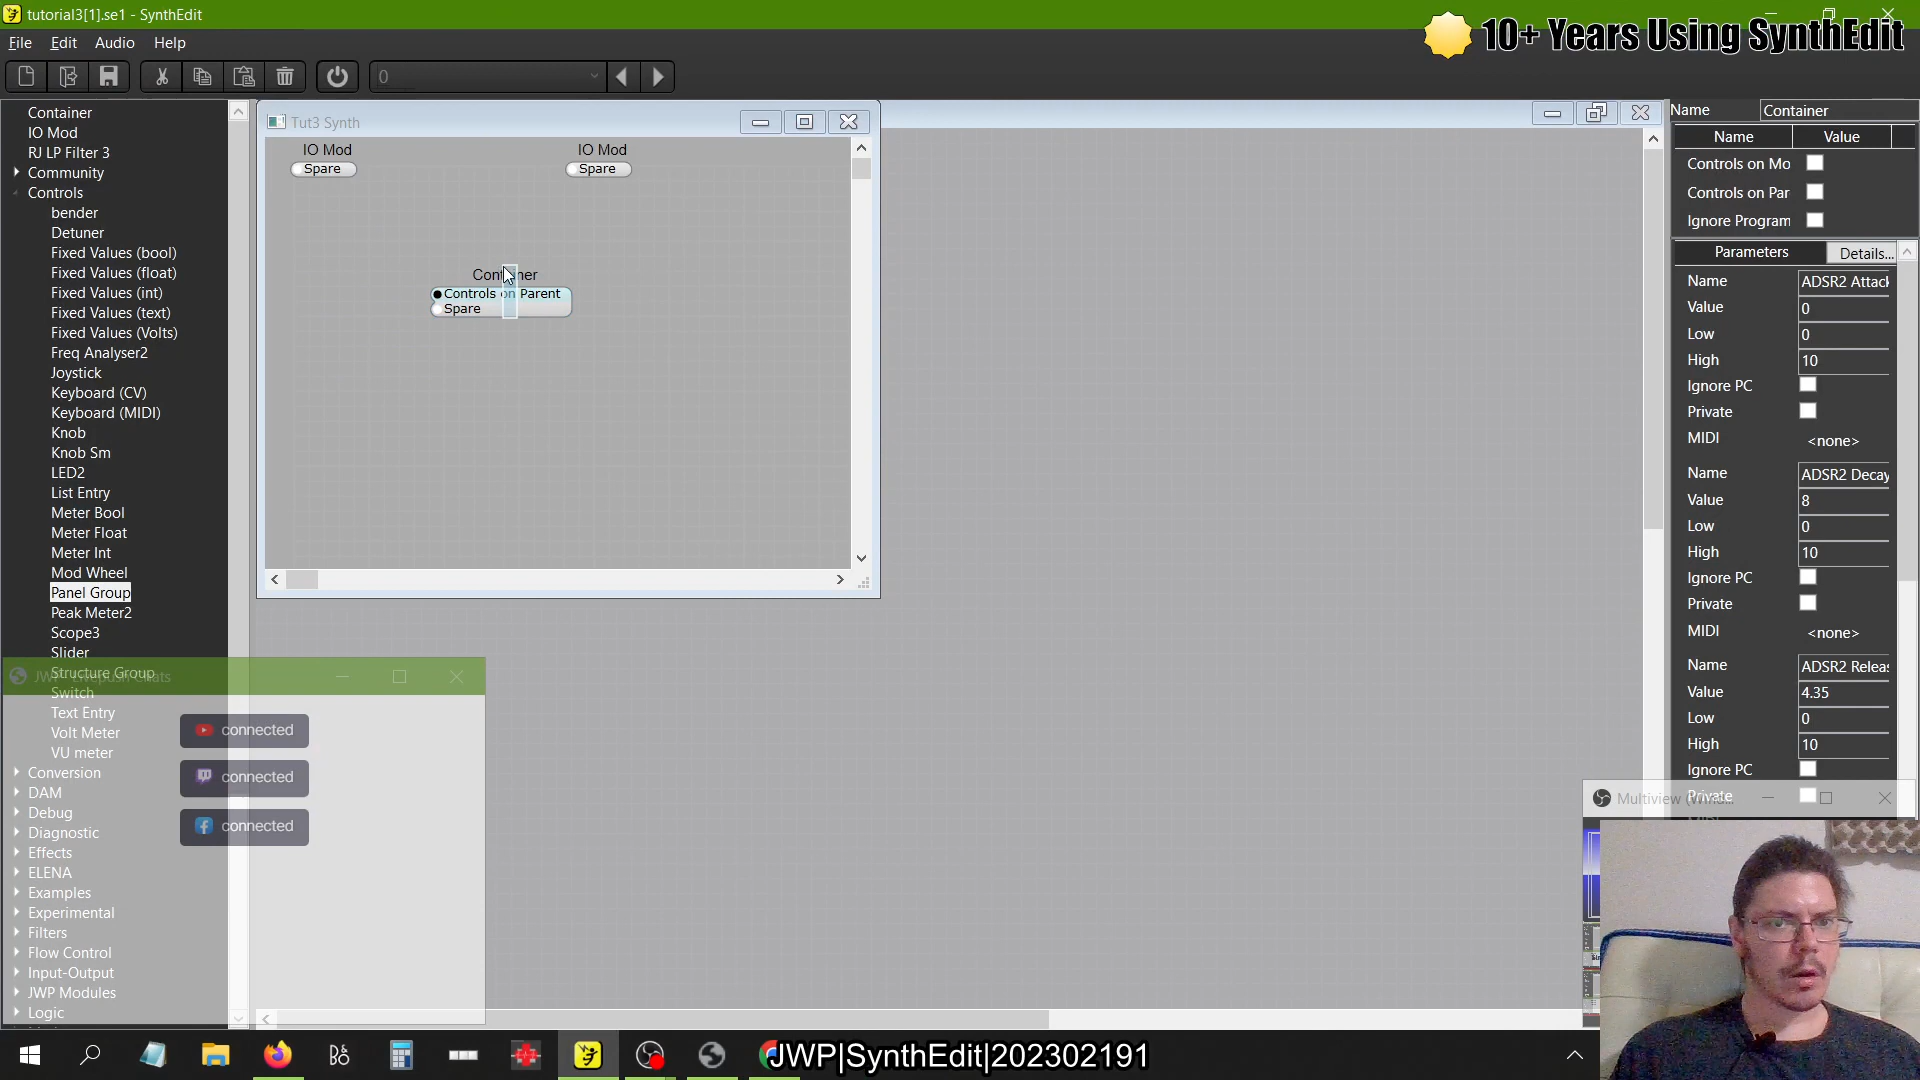 tutorial3[1].se1 - SynthEdit
10+ Years Using SynthEdit
File Edit Audio Help
0
Container
IO Mod
RJ LP Filter 3
Community
Controls
bender
Detuner
Fixed Values (bool)
Fixed Values (float)
Fixed Values (int)
Fixed Values (text)
Fixed Values (Volts)
Freq Analyser2
Joystick
Keyboard (CV)
Keyboard (MIDI)
Knob
Knob Sm
LED2
List Entry
Meter Bool
Meter Float
Meter Int
Mod Wheel
Panel Group
Peak Meter2
Scope3
Slider
Structure Group
Switch
Text Entry
Volt Meter
VU meter
Conversion
DAM
Debug
Diagnostic
Effects
ELENA
Examples
Experimental
Filters
Flow Control
Input-Output
JWP Modules
Logic
Chats
connected
connected
connected
Tut3 Synth
IO Mod IO Mod
Spare Spare
Container
Controls on Parent
Spare
Name Container
Name Value
Controls on Mo
Controls on Par
Ignore Program
Parameters Details...
Name ADSR2 Attack
Value 0
Low 0
High 10
Ignore PC
Private
MIDI <none>
Name ADSR2 Decay
Value 8
Low 0
High 10
Ignore PC
Private
MIDI <none>
Name ADSR2 Releas
Value 4.35
Low 0
High 10
Ignore PC
Private
Multiview
JWP|SynthEdit|202302191